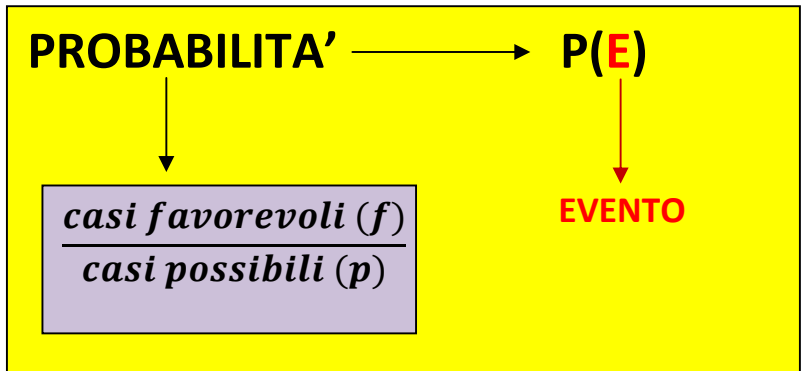 PROBABILITA’ P(E)
casi favorevoli (f)
casi possibili (p)
EVENTO